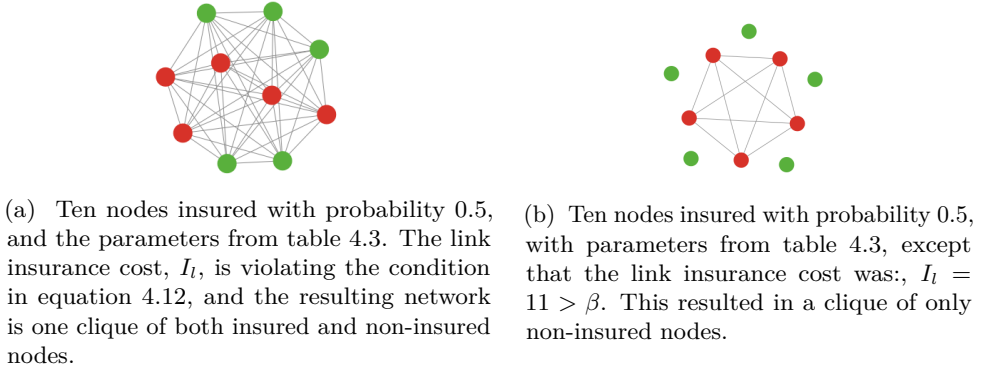 (a) Ten nodes insured with probability 0.5,
and the parameters from table 4.3. The link
insurance cost, I_l, is violating the condition
in equation 4.12, and the resulting network
is one clique of both insured and non-insured
nodes.
(b) Ten nodes insured with probability 0.5,
with parameters from table 4.3, except
that the link insurance cost was:, I_l =
11 > β. This resulted in a clique of only
non-insured nodes.